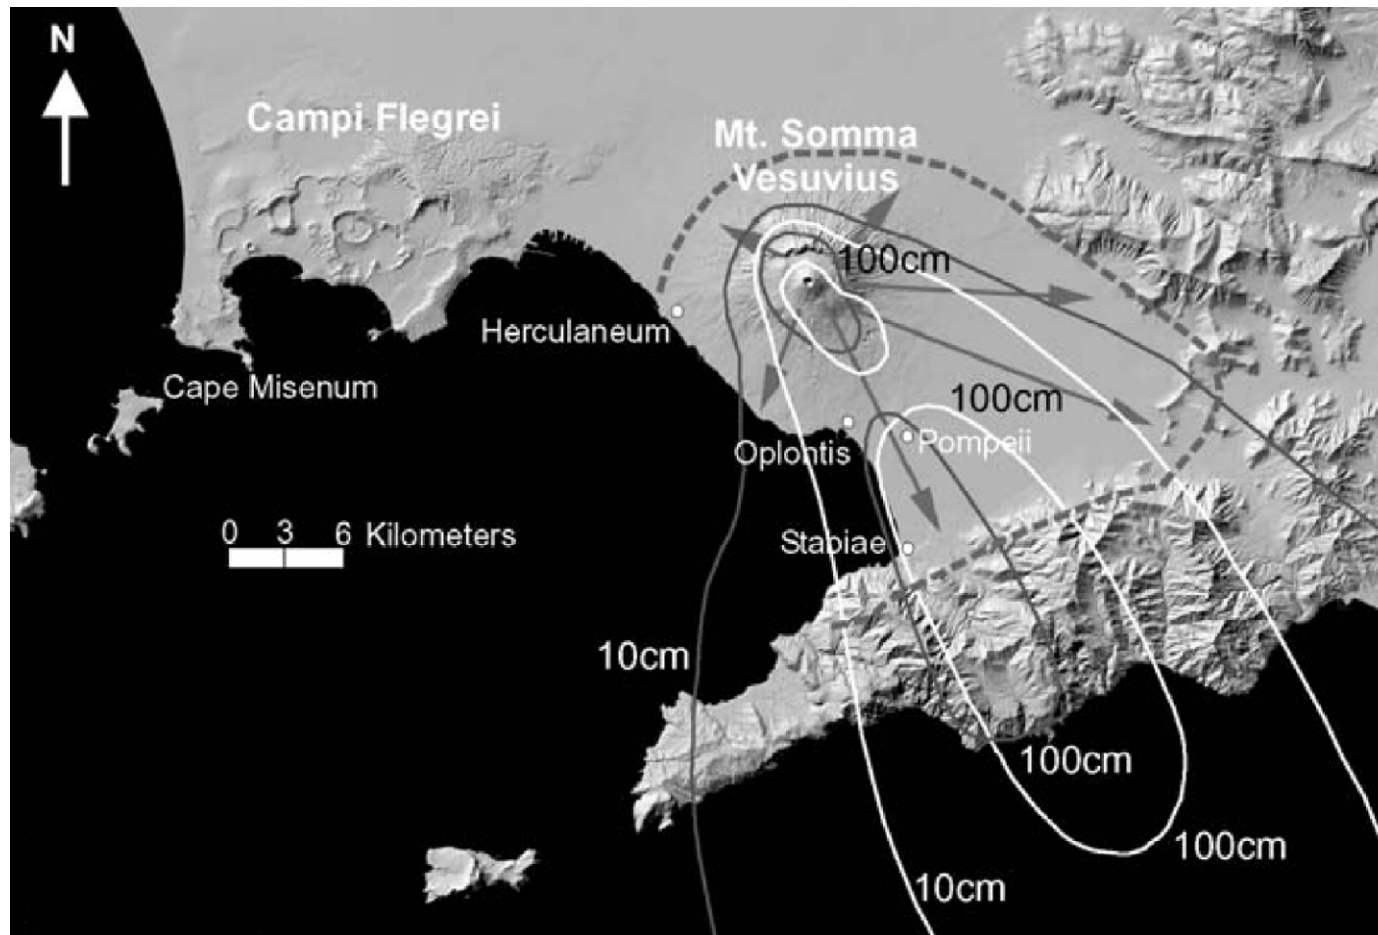 N
Campi Flegrei
Mt. Somma
Vesuvius
100cm
Herculaneum
Cape Misenum
100cm
Oplontis
Pompeii
0 3 6 Kilometers
Stabiae
10cm
100cm
100cm
10cm